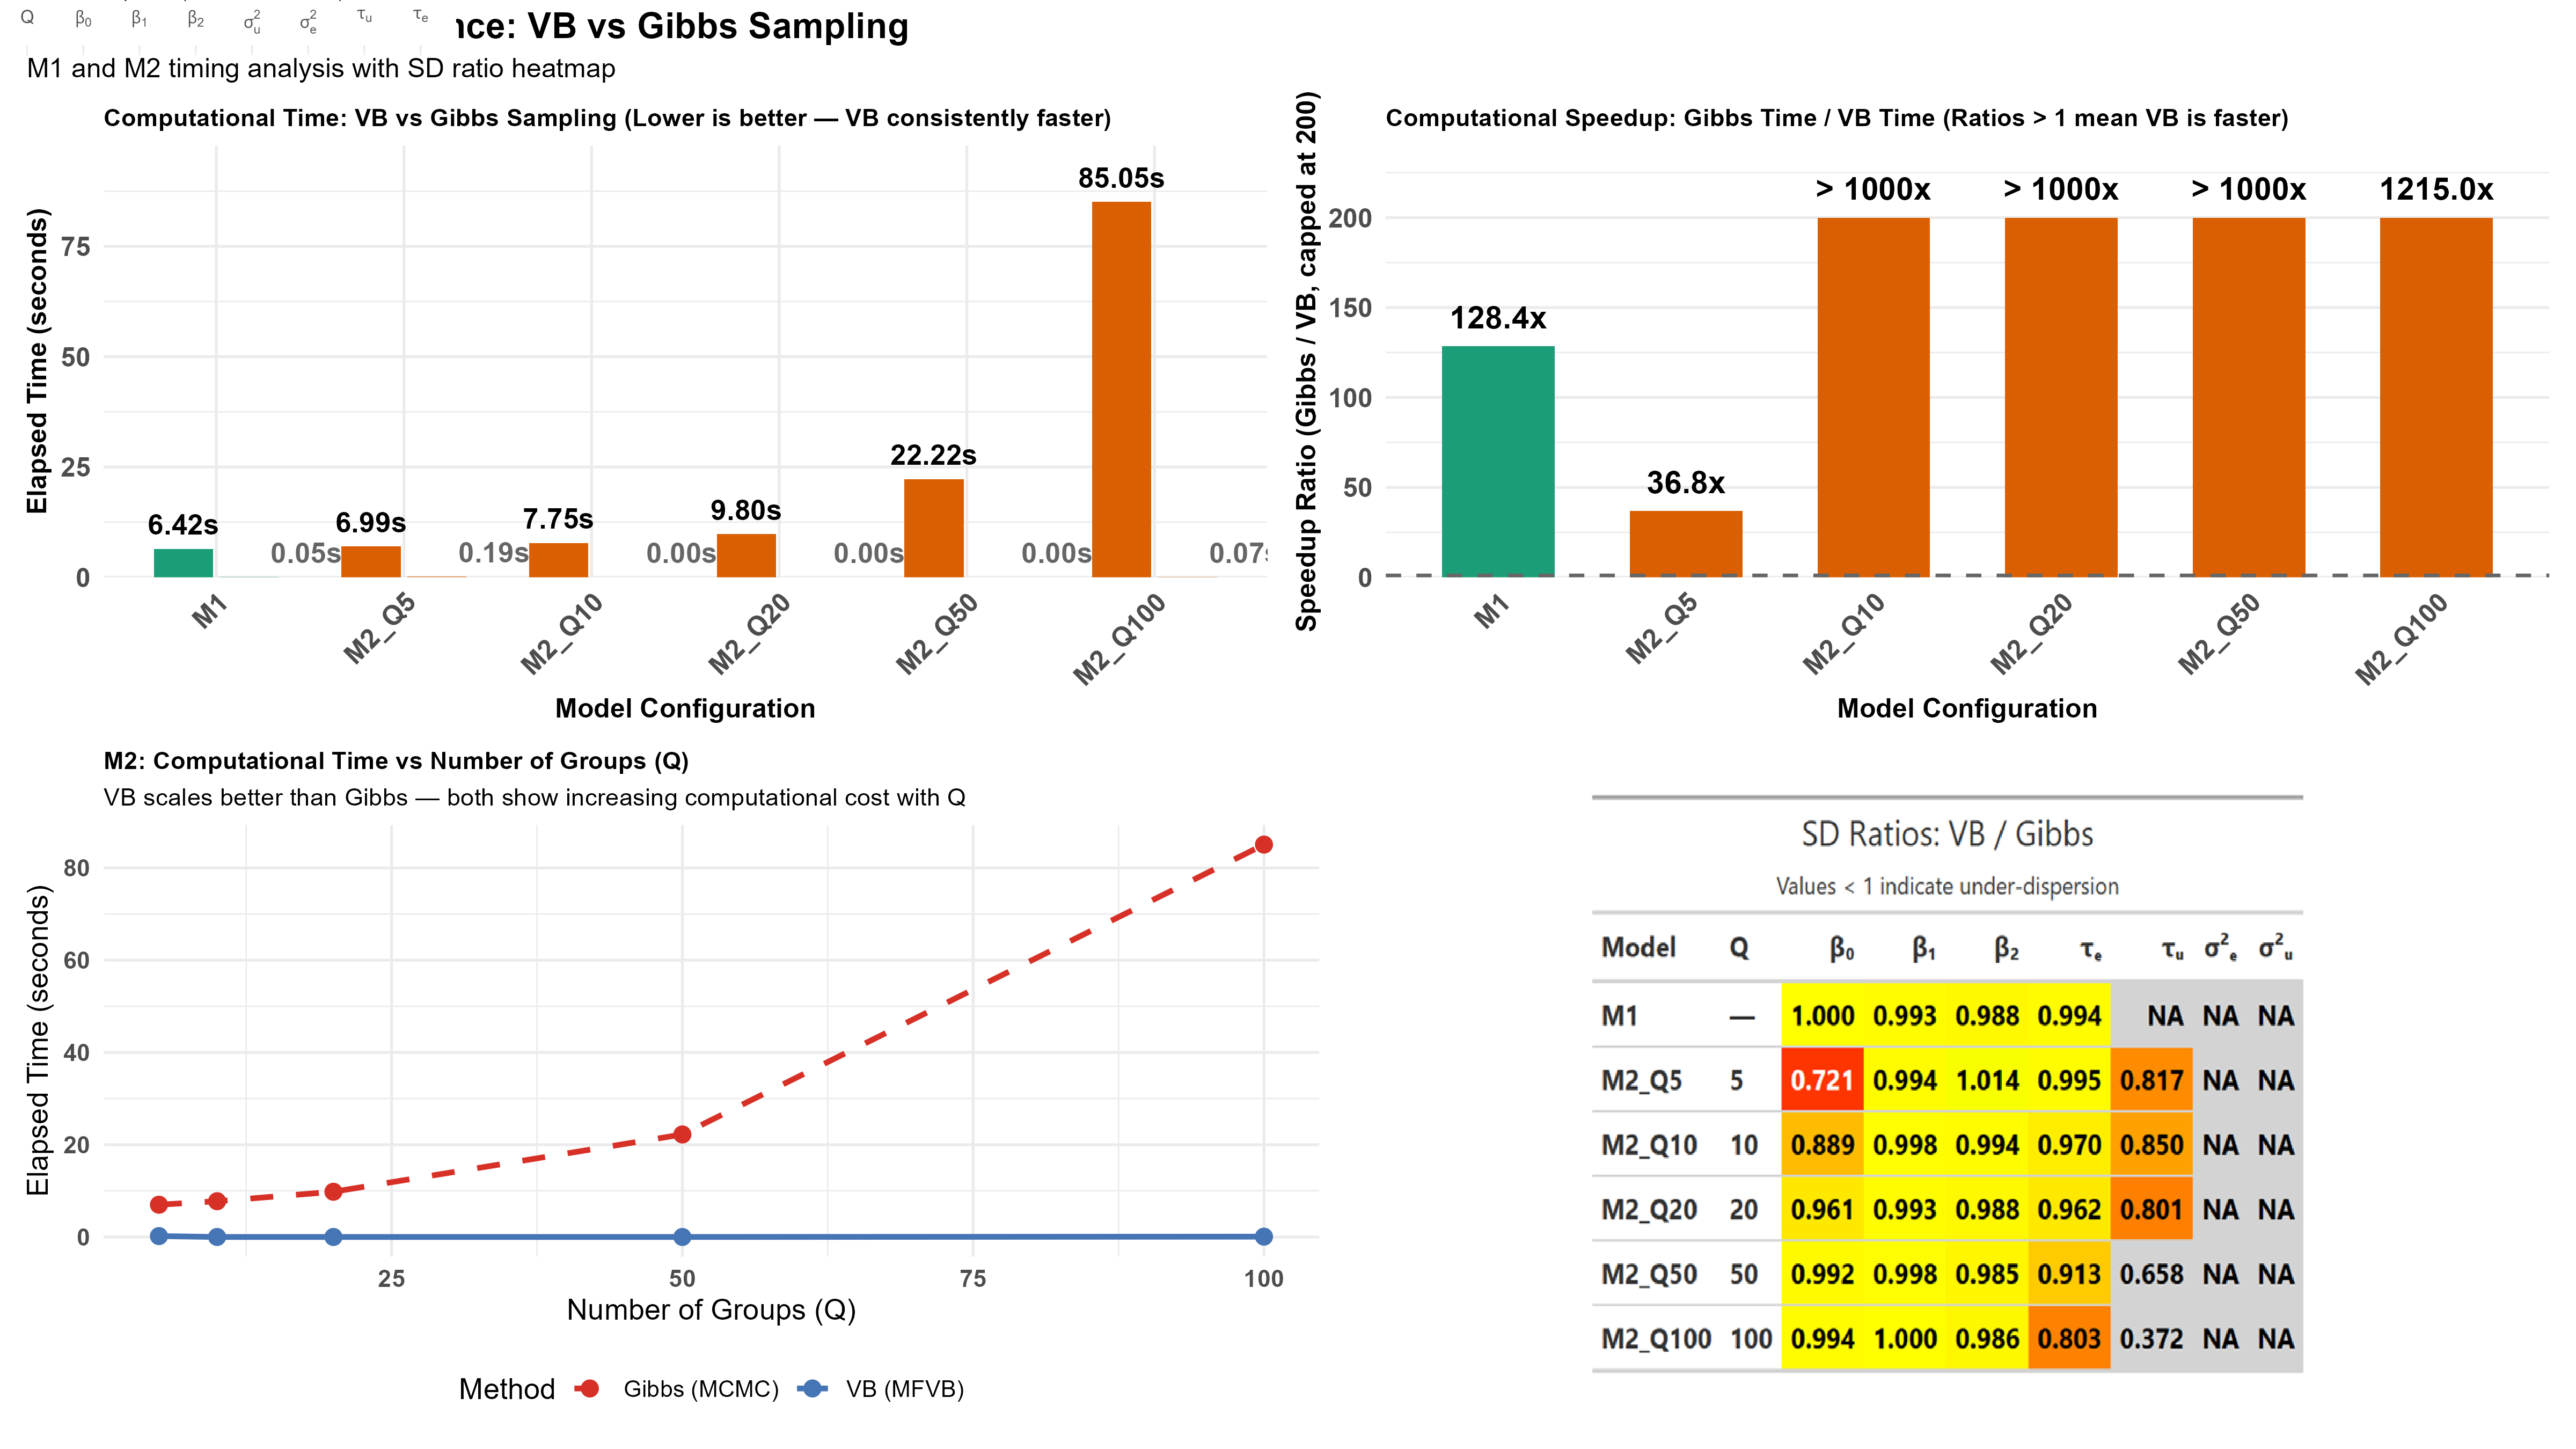 Q β₀ β₁ β₂ σ²ᵤ σ²ₑ τᵤ τₑ
nce: VB vs Gibbs Sampling
M1 and M2 timing analysis with SD ratio heatmap
Computational Time: VB vs Gibbs Sampling (Lower is better — VB consistently faster)
Elapsed Time (seconds)
75
50
25
0
6.42s 0.05s 6.99s 0.19s 7.75s 0.00s 9.80s 0.00s 22.22s 0.00s 85.05s 0.07s
M1 M2_Q5 M2_Q10 M2_Q20 M2_Q50 M2_Q100
Model Configuration
Computational Speedup: Gibbs Time / VB Time (Ratios > 1 mean VB is faster)
Speedup Ratio (Gibbs / VB, capped at 200)
200
150
100
50
0
128.4x 36.8x > 1000x > 1000x > 1000x 1215.0x
M1 M2_Q5 M2_Q10 M2_Q20 M2_Q50 M2_Q100
Model Configuration
M2: Computational Time vs Number of Groups (Q)
VB scales better than Gibbs — both show increasing computational cost with Q
Elapsed Time (seconds)
80
60
40
20
0
25 50 75 100
Number of Groups (Q)
Method Gibbs (MCMC) VB (MFVB)
SD Ratios: VB / Gibbs
Values < 1 indicate under-dispersion
Model Q β₀ β₁ β₂ τₑ τᵤ σ²ₑ σ²ᵤ
M1 — 1.000 0.993 0.988 0.994 NA NA NA
M2_Q5 5 0.721 0.994 1.014 0.995 0.817 NA NA
M2_Q10 10 0.889 0.998 0.994 0.970 0.850 NA NA
M2_Q20 20 0.961 0.993 0.988 0.962 0.801 NA NA
M2_Q50 50 0.992 0.998 0.985 0.913 0.658 NA NA
M2_Q100 100 0.994 1.000 0.986 0.803 0.372 NA NA